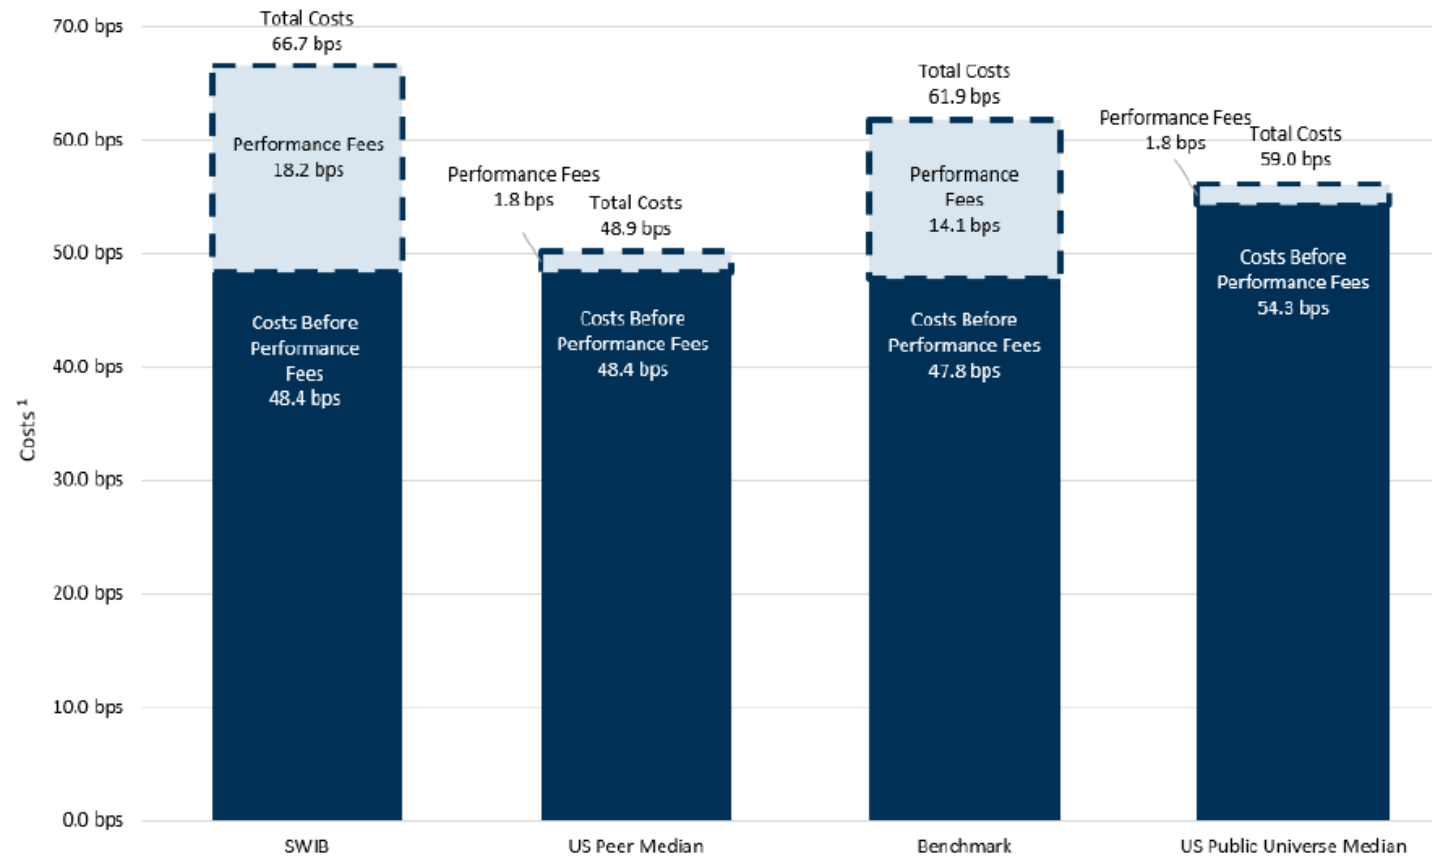 70.0 bps
60.0 bps
50.0 bps
40.0 bps
30.0 bps
20.0 bps
10.0 bps
0.0 bps
Costs 1
Total Costs
66.7 bps
Performance Fees
18.2 bps
Costs Before
Performance
Fees
48.4 bps
SWIB
Performance Fees
1.8 bps
Total Costs
48.9 bps
Costs Before
Performance Fees
48.4 bps
US Peer Median
Total Costs
61.9 bps
Performance
Fees
14.1 bps
Costs Before
Performance Fees
47.8 bps
Benchmark
Performance Fees
1.8 bps
Total Costs
59.0 bps
Costs Before
Performance Fees
54.3 bps
US Public Universe Median